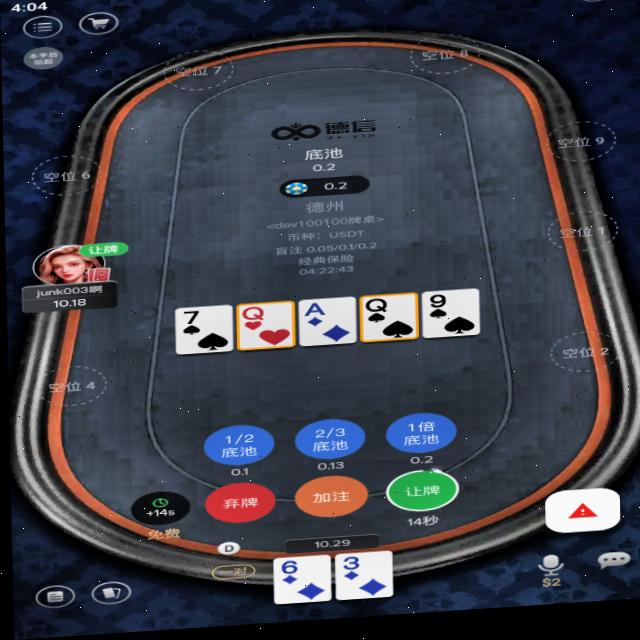 4:04
本手后
站起
空位 7
空位 8
德信
空位 9
底池
0.2
0.2
空位 6
德州
<dev100100牌桌>
空位 1
币种: USDT
盲注 0.05/0.1/0.2
经典保险
04:22:43
让牌
junk003啊
10.18
7
Q
A
Q
9
空位 2
空位 4
1/2
底池
2/3
底池
1倍
底池
0.1
0.13
0.2
+14s
弃牌
加注
让牌
14秒
免费
10.29
D
一对
6
3
$2